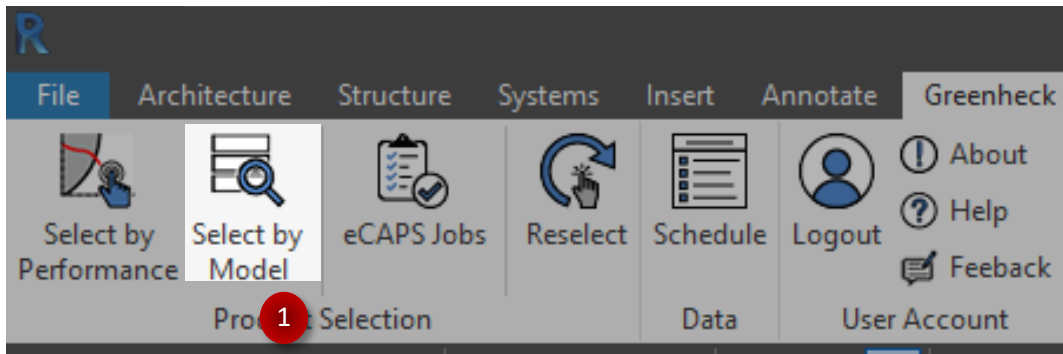 R
File Architecture Structure Systems Insert Annotate Greenheck
Select by Performance
Select by Model
eCAPS Jobs
Reselect
Schedule
Logout
About
Help
Feeback
1
Selection
Data
User Account